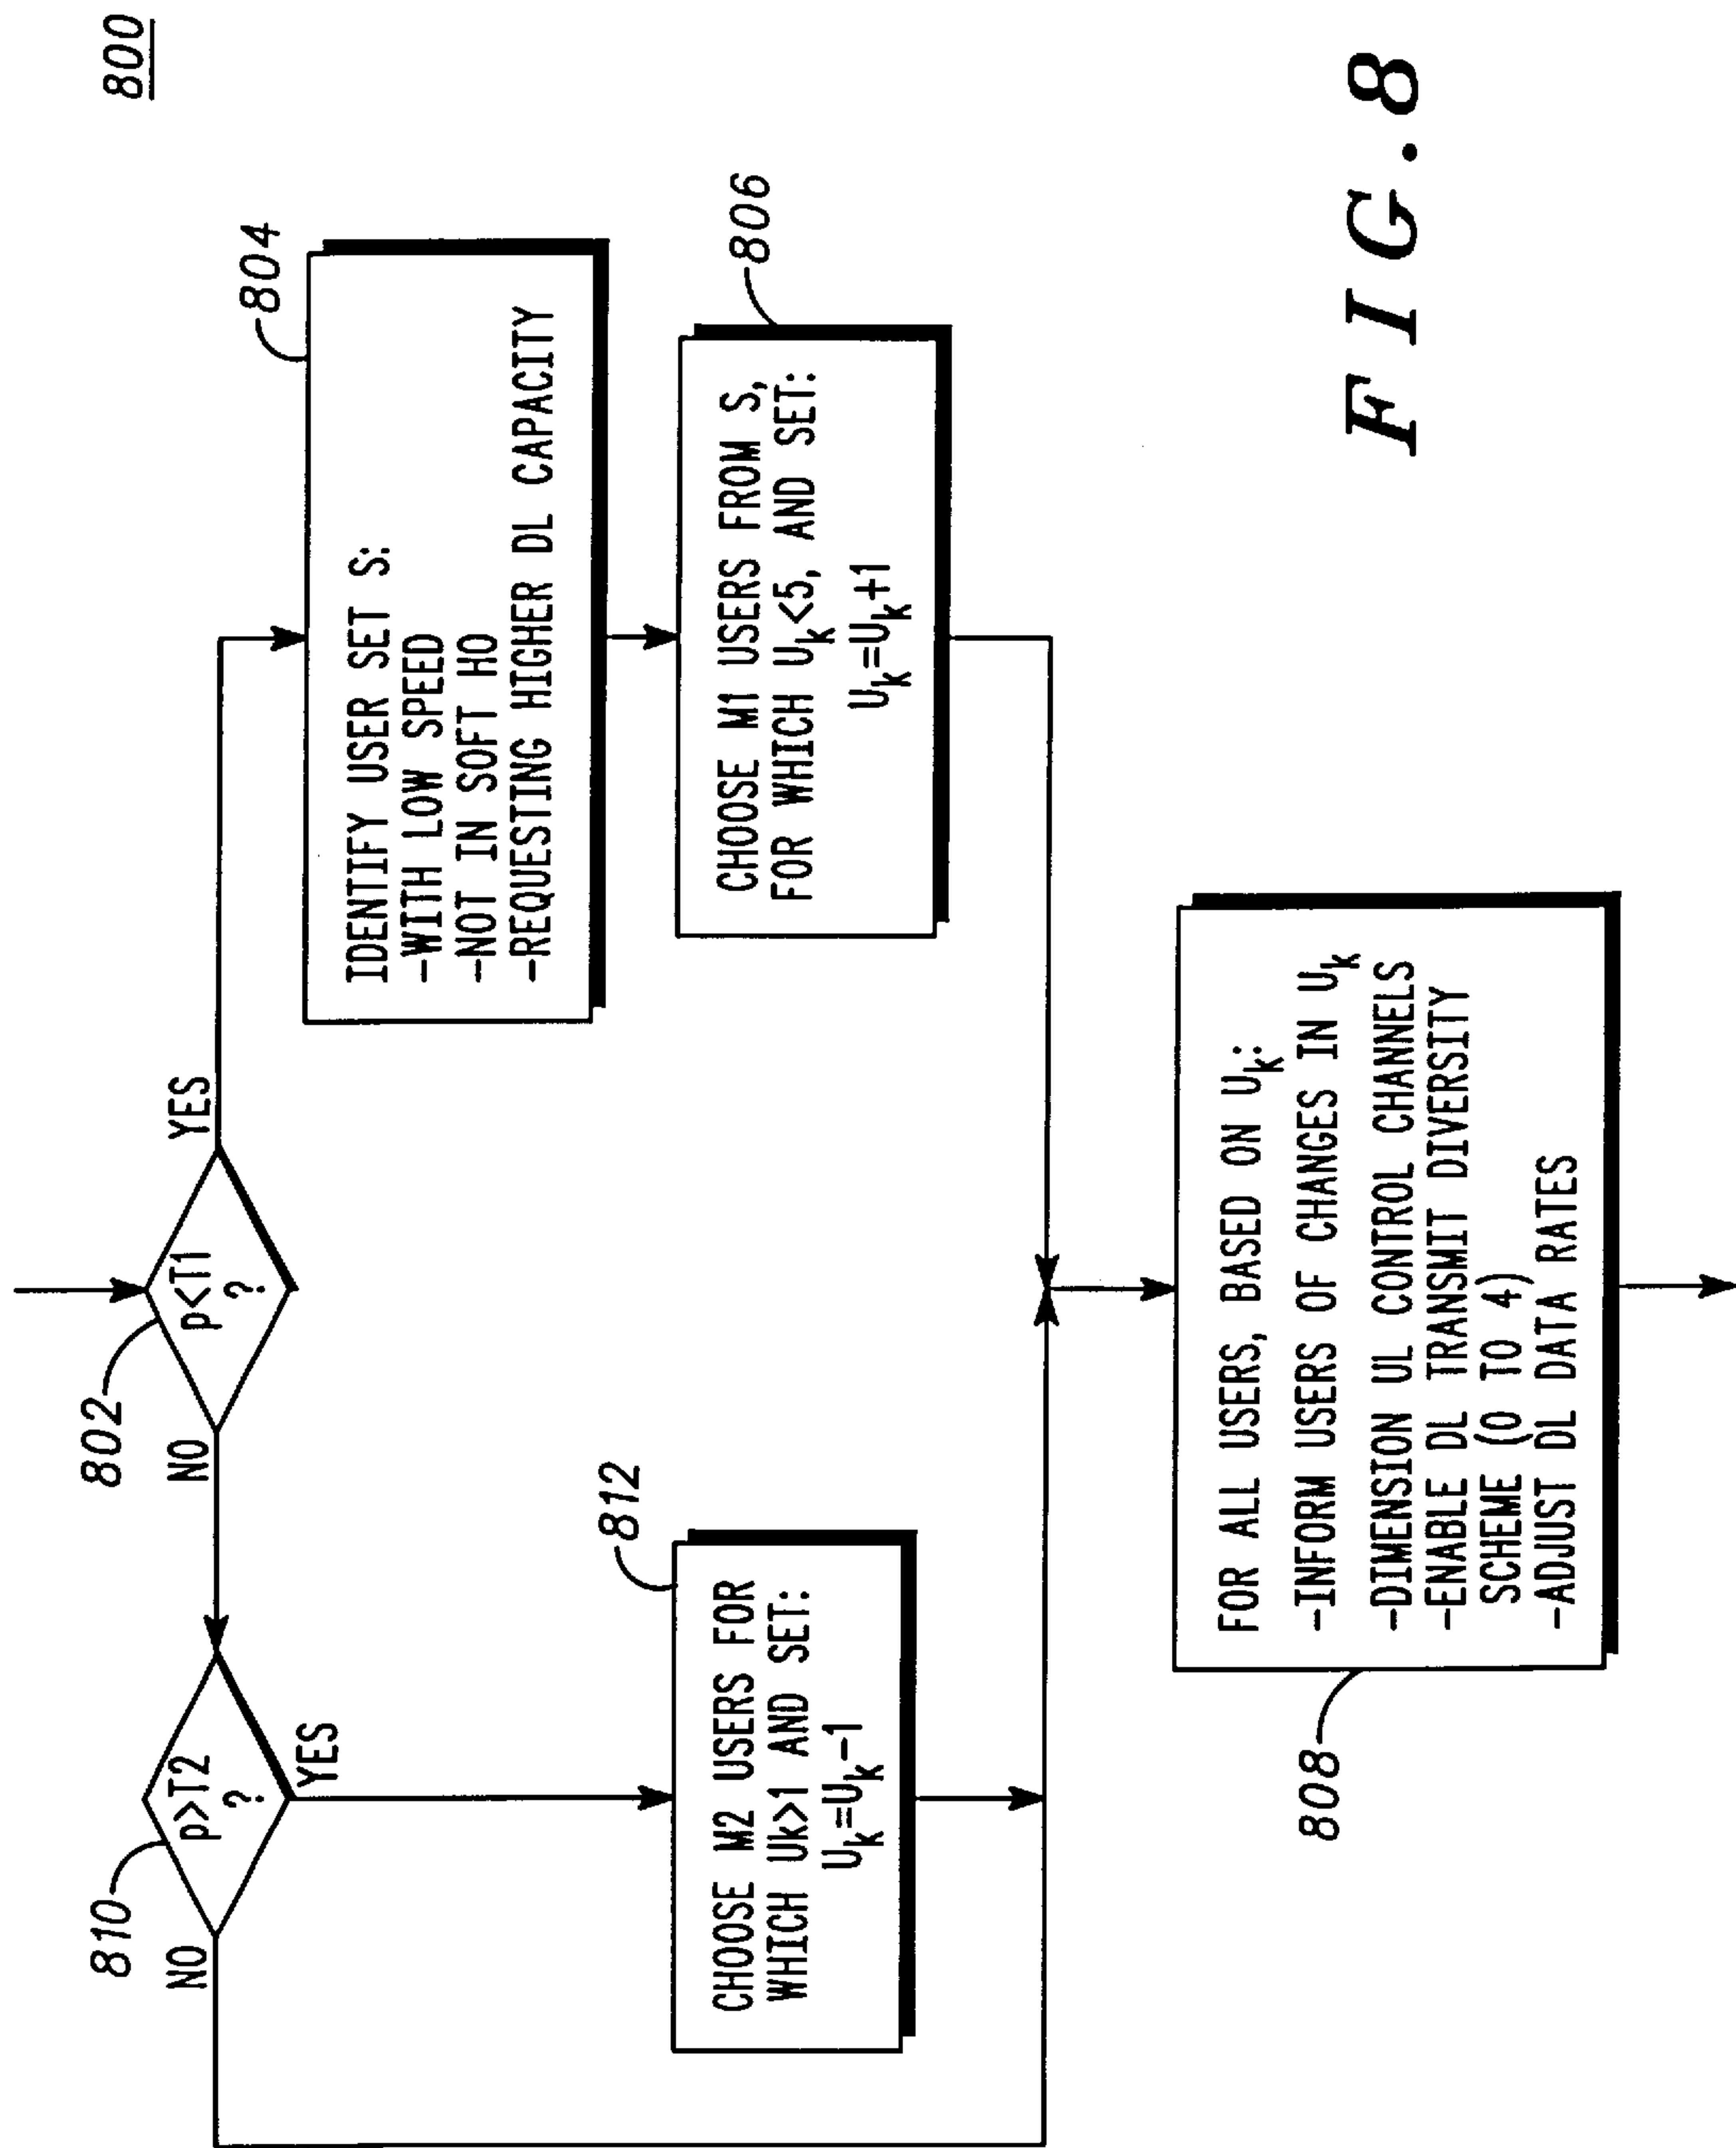 800
802
p<T1
?
YES
NO
804
IDENTIFY USER SET S:
-WITH LOW SPEED
-NOT IN SOFT HO
-REQUESTING HIGHER DL CAPACITY
806
CHOOSE M1 USERS FROM S,
FOR WHICH Uk<5, AND SET:
Uk=Uk+1
810
p>T2
?
NO
YES
812
CHOOSE M2 USERS FOR
WHICH Uk>1 AND SET:
Uk=Uk-1
808
FOR ALL USERS, BASED ON Uk:
-INFORM USERS OF CHANGES IN Uk
-DIMENSION UL CONTROL CHANNELS
-ENABLE DL TRANSMIT DIVERSITY
SCHEME (0 TO 4)
-ADJUST DL DATA RATES
FIG.8